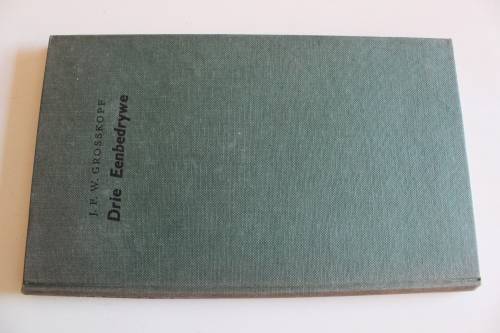 J. F. W. GROSSKOPF
Drie Eenbedrywe